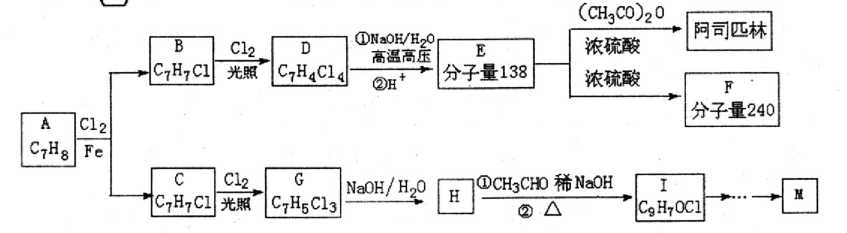 (CH₃CO)₂O
浓硫酸
阿司匹林
B
C₇H₇Cl
Cl₂
光照
D
C₇H₄Cl₄
①NaOH/H₂O
高温高压
②H⁺
E
分子量138
浓硫酸
F
分子量240
A
C₇H₈
Cl₂
Fe
C
C₇H₇Cl
Cl₂
光照
G
C₇H₅Cl₃
NaOH/H₂O
H
①CH₃CHO 稀NaOH
② △
I
C₉H₇OCl
···
M